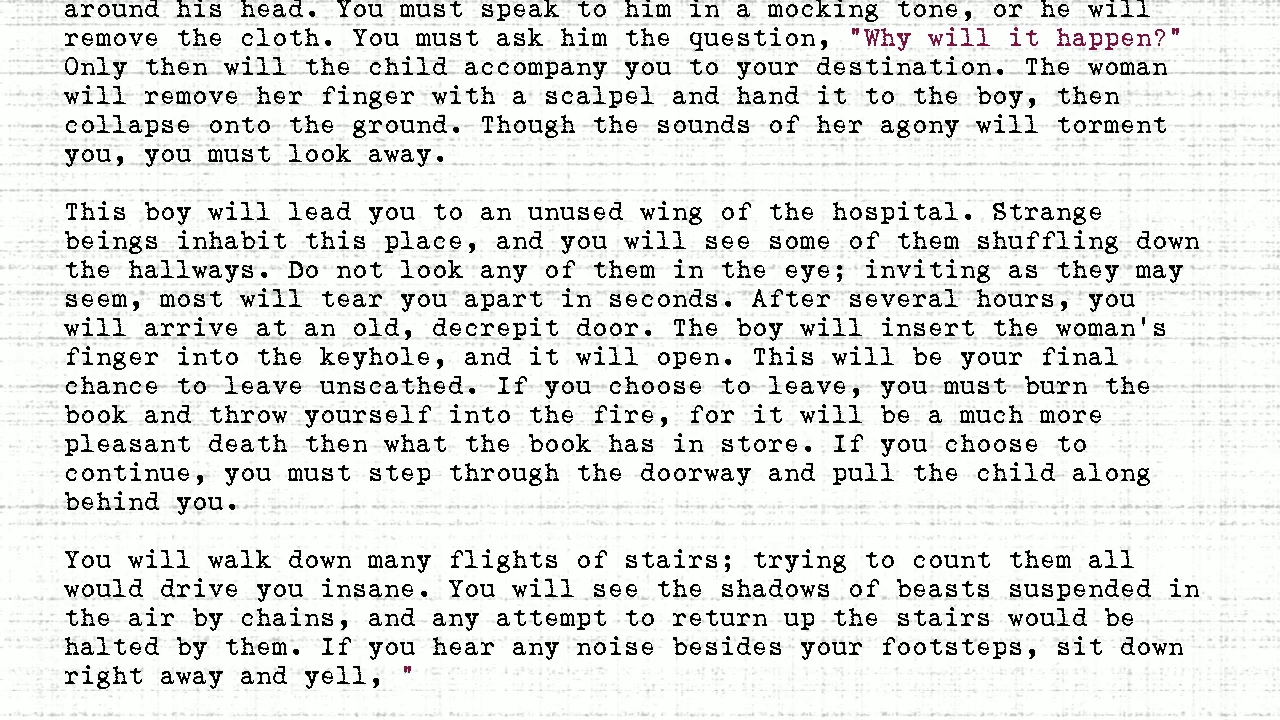 around his head. You must speak to him in a mocking tone, or he will
remove the cloth. You must ask him the question, "Why will it happen?"
Only then will the child accompany you to your destination. The woman
will remove her finger with a scalpel and hand it to the boy, then
collapse onto the ground. Though the sounds of her agony will torment
you, you must look away.
This boy will lead you to an unused wing of the hospital. Strange
beings inhabit this place, and you will see some of them shuffling down
the hallways. Do not look any of them in the eye; inviting as they may
seem, most will tear you apart in seconds. After several hours, you
will arrive at an old, decrepit door. The boy will insert the woman's
finger into the keyhole, and it will open. This will be your final
chance to leave unscathed. If you choose to leave, you must burn the
book and throw yourself into the fire, for it will be a much more
pleasant death then what the book has in store. If you choose to
continue, you must step through the doorway and pull the child along
behind you.
You will walk down many flights of stairs; trying to count them all
would drive you insane. You will see the shadows of beasts suspended in
the air by chains, and any attempt to return up the stairs would be
halted by them. If you hear any noise besides your footsteps, sit down
right away and yell, "